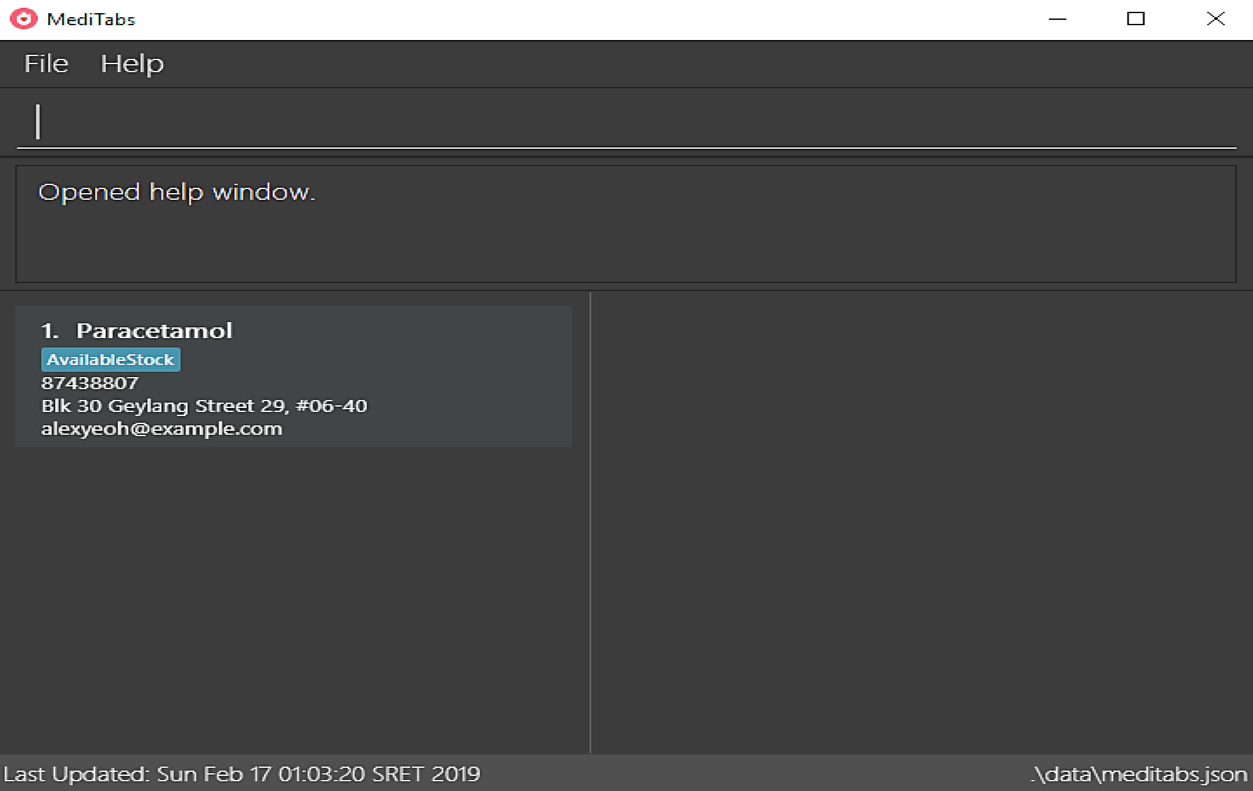 MediTabs
File Help
Opened help window.
1. Paracetamol
AvailableStock
87438807
Blk 30 Geylang Street 29, #06-40
alexyeoh@example.com
Last Updated: Sun Feb 17 01:03:20 SRET 2019
.\data\meditabs.json